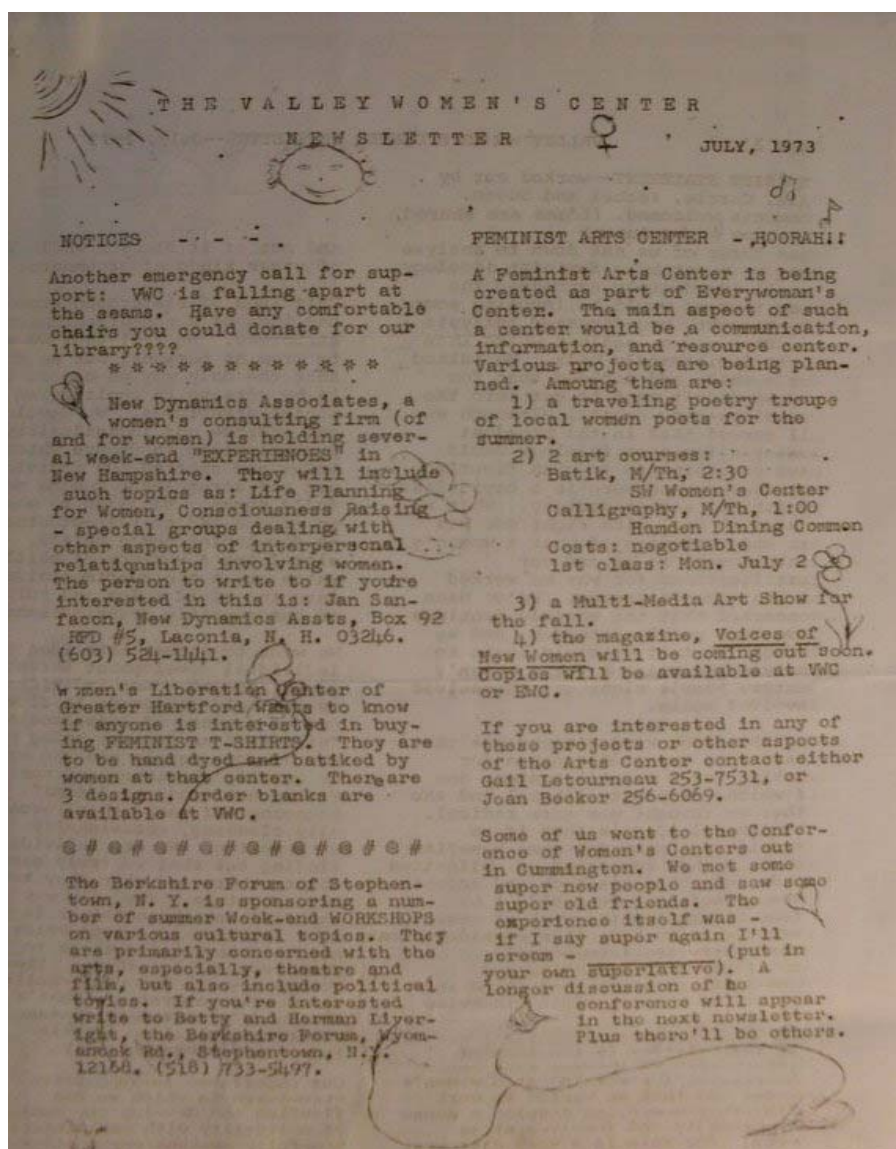 THE VALLEY WOMEN'S CENTER
NEWSLETTER
JULY, 1973
NOTICES - - - .
Another emergency call for sup-
port: VWC is falling apart at
the seams. Have any comfortable
chairs you could donate for our
library????
* * * * * * * * * * * *
New Dynamics Associates, a
women's consulting firm (of
and for women) is holding sever-
al week-end "EXPERIENCES" in
New Hampshire. They will include
such topics as: Life Planning
for Women, Consciousness Raising
- special groups dealing with
other aspects of interpersonal
relationships involving women.
The person to write to if you're
interested in this is: Jan San-
facon, New Dynamics Assts, Box 92
RFD #5, Laconia, N. H. 03246.
(603) 524-1441.
Women's Liberation Center of
Greater Hartford wants to know
if anyone is interested in buy-
ing FEMINIST T-SHIRTS. They are
to be hand dyed and batiked by
women at that center. There are
3 designs. Order blanks are
available at VWC.
@ # @ # @ # @ # @ # @ # @ # @ #
The Berkshire Forum of Stephen-
town, N. Y. is sponsoring a num-
ber of summer Week-end WORKSHOPS
on various cultural topics. They
are primarily concerned with the
arts, especially, theatre and
film, but also include political
topics. If you're interested
write to Betty and Herman Liver-
ight, the Berkshire Forum, Wyom-
anock Rd., Stephentown, N.Y.
12168. (518) 733-5497.
FEMINIST ARTS CENTER - HOORAH!!
A Feminist Arts Center is being
created as part of Everywoman's
Center. The main aspect of such
a center would be a communication,
information, and resource center.
Various projects are being plan-
ned. Amoung them are:
1) a traveling poetry troupe
of local women poets for the
summer.
2) 2 art courses:
Batik, M/Th, 2:30
SW Women's Center
Calligraphy, M/Th, 1:00
Hamden Dining Common
Costs: negotiable
1st class: Mon. July 2
3) a Multi-Media Art Show for
the fall.
4) the magazine, Voices of
New Women will be coming out soon.
Copies will be available at VWC
or EWC.
If you are interested in any of
these projects or other aspects
of the Arts Center contact either
Gail Letourneau 253-7531, or
Joan Becker 256-6069.
Some of us went to the Confer-
ence of Women's Centers out
in Cummington. We met some
super new people and saw some
super old friends. The
experience itself was -
if I say super again I'll
scream - ________ (put in
your own superlative). A
longer discussion of
conference will appear
in the next newsletter.
Plus there'll be others.